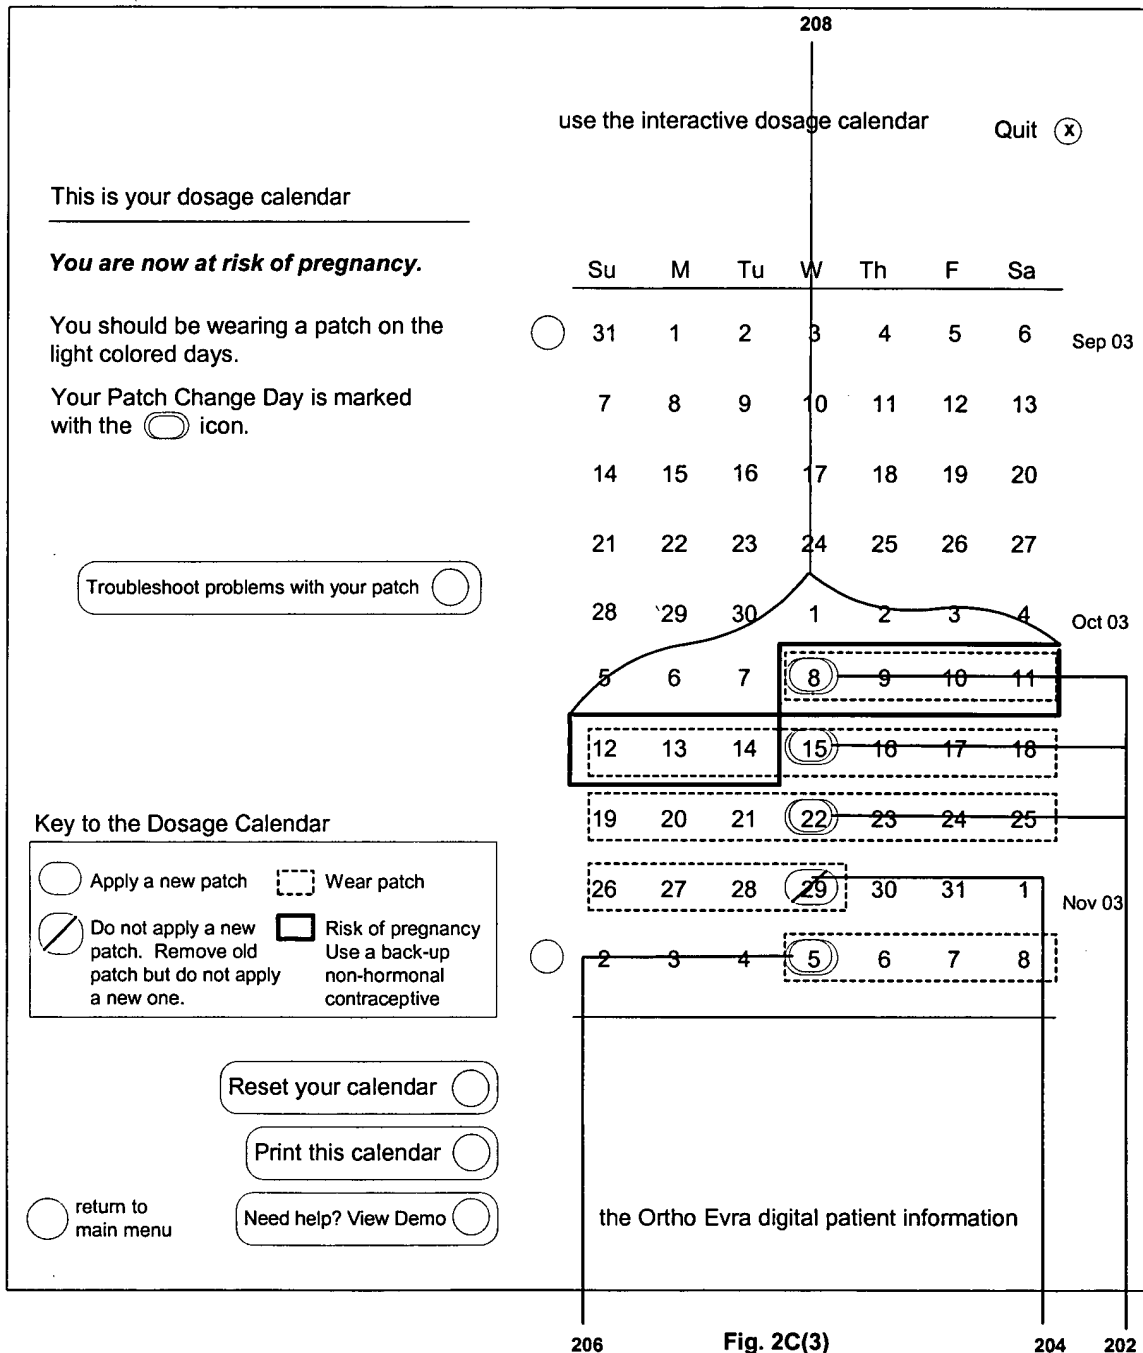 208
use the interactive dosage calendar
Quit X
This is your dosage calendar
You are now at risk of pregnancy.
You should be wearing a patch on the
light colored days.
Your Patch Change Day is marked
with the icon.
Troubleshoot problems with your patch
Su M Tu W Th F Sa
31 1 2 3 4 5 6 Sep 03
7 8 9 10 11 12 13
14 15 16 17 18 19 20
21 22 23 24 25 26 27
28 29 30 1 2 3 4 Oct 03
5 6 7 8 9 10 11
12 13 14 15 16 17 18
19 20 21 22 23 24 25
26 27 28 29 30 31 1 Nov 03
2 3 4 5 6 7 8
Key to the Dosage Calendar
Apply a new patch
Do not apply a new
patch. Remove old
patch but do not apply
a new one.
Wear patch
Risk of pregnancy
Use a back-up
non-hormonal
contraceptive
Reset your calendar
Print this calendar
Need help? View Demo
return to
main menu
the Ortho Evra digital patient information
206
Fig. 2C(3)
204
202